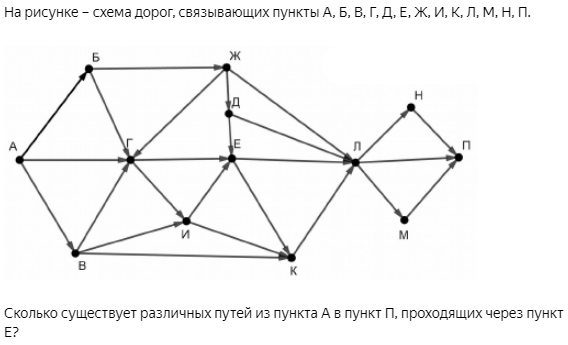 На рисунке – схема дорог, связывающих пункты А, Б, В, Г, Д, Е, Ж, И, К, Л, М, Н, П.
Б
Ж
Н
Д
А
Г
Е
Л
П
И
М
В
К
Сколько существует различных путей из пункта А в пункт П, проходящих через пункт
Е?